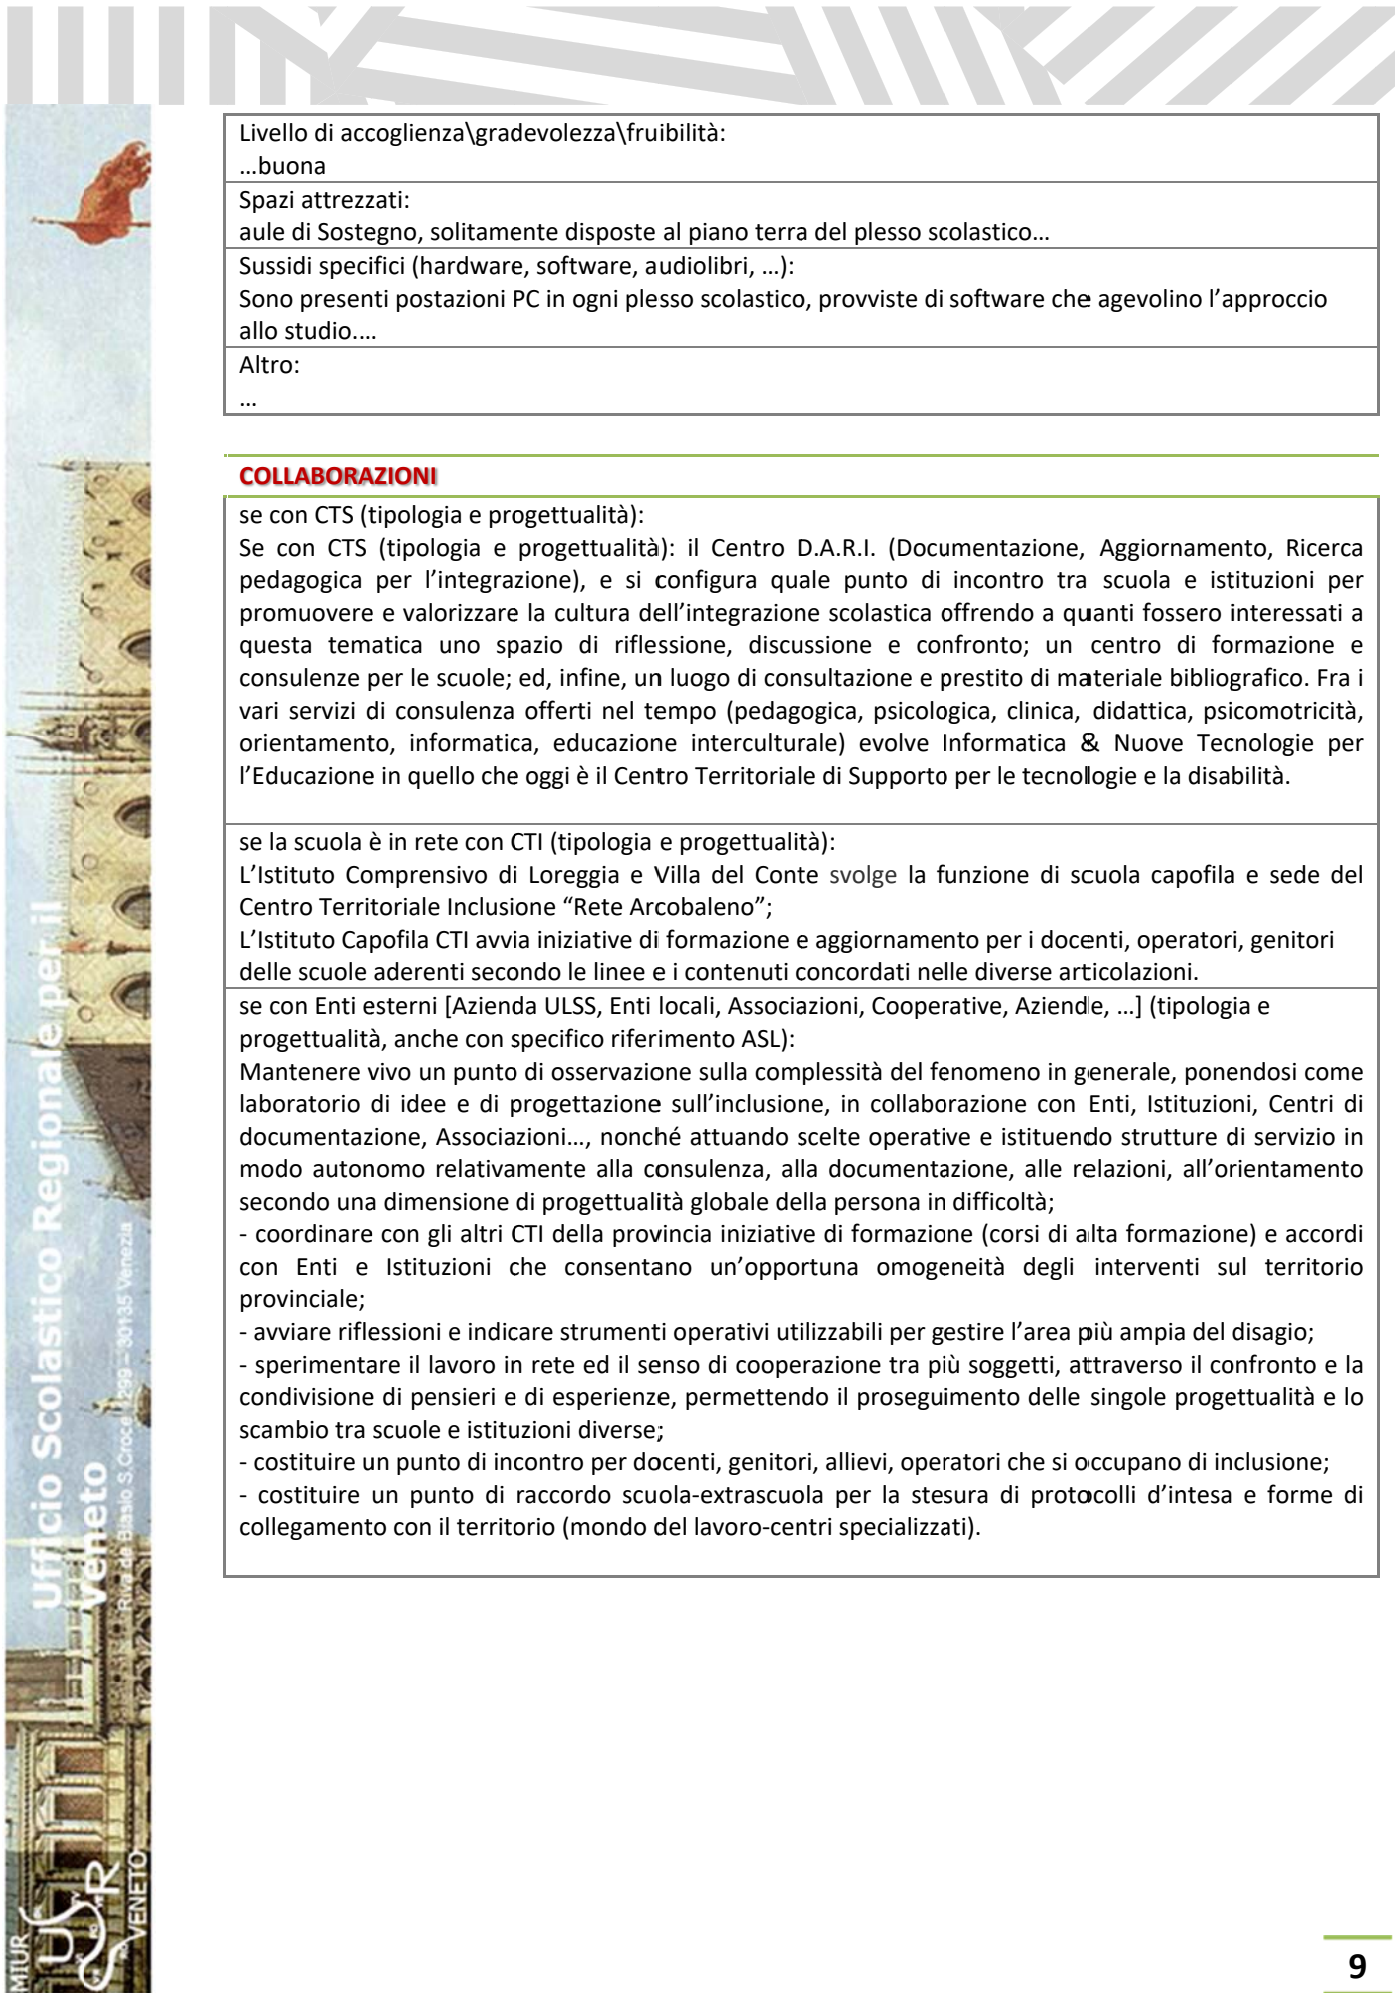 Livello di accoglienza\gradevolezza\fruibilità:
…buona
Spazi attrezzati:
aule di Sostegno, solitamente disposte al piano terra del plesso scolastico…
Sussidi specifici (hardware, software, audiolibri, …):
Sono presenti postazioni PC in ogni plesso scolastico, provviste di software che agevolino l’approccio
allo studio.…
Altro:
…
COLLABORAZIONI
se con CTS (tipologia e progettualità):
Se con CTS (tipologia e progettualità): il Centro D.A.R.I. (Documentazione, Aggiornamento, Ricerca
pedagogica per l’integrazione), e si configura quale punto di incontro tra scuola e istituzioni per
promuovere e valorizzare la cultura dell’integrazione scolastica offrendo a quanti fossero interessati a
questa tematica uno spazio di riflessione, discussione e confronto; un centro di formazione e
consulenze per le scuole; ed, infine, un luogo di consultazione e prestito di materiale bibliografico. Fra i
vari servizi di consulenza offerti nel tempo (pedagogica, psicologica, clinica, didattica, psicomotricità,
orientamento, informatica, educazione interculturale) evolve Informatica & Nuove Tecnologie per
l’Educazione in quello che oggi è il Centro Territoriale di Supporto per le tecnologie e la disabilità.
se la scuola è in rete con CTI (tipologia e progettualità):
L’Istituto Comprensivo di Loreggia e Villa del Conte svolge la funzione di scuola capofila e sede del
Centro Territoriale Inclusione “Rete Arcobaleno”;
L’Istituto Capofila CTI avvia iniziative di formazione e aggiornamento per i docenti, operatori, genitori
delle scuole aderenti secondo le linee e i contenuti concordati nelle diverse articolazioni.
se con Enti esterni [Azienda ULSS, Enti locali, Associazioni, Cooperative, Aziende, …] (tipologia e
progettualità, anche con specifico riferimento ASL):
Mantenere vivo un punto di osservazione sulla complessità del fenomeno in generale, ponendosi come
laboratorio di idee e di progettazione sull’inclusione, in collaborazione con Enti, Istituzioni, Centri di
documentazione, Associazioni…, nonché attuando scelte operative e istituendo strutture di servizio in
modo autonomo relativamente alla consulenza, alla documentazione, alle relazioni, all’orientamento
secondo una dimensione di progettualità globale della persona in difficoltà;
- coordinare con gli altri CTI della provincia iniziative di formazione (corsi di alta formazione) e accordi
con Enti e Istituzioni che consentano un’opportuna omogeneità degli interventi sul territorio
provinciale;
- avviare riflessioni e indicare strumenti operativi utilizzabili per gestire l’area più ampia del disagio;
- sperimentare il lavoro in rete ed il senso di cooperazione tra più soggetti, attraverso il confronto e la
condivisione di pensieri e di esperienze, permettendo il proseguimento delle singole progettualità e lo
scambio tra scuole e istituzioni diverse;
- costituire un punto di incontro per docenti, genitori, allievi, operatori che si occupano di inclusione;
- costituire un punto di raccordo scuola-extrascuola per la stesura di protocolli d’intesa e forme di
collegamento con il territorio (mondo del lavoro-centri specializzati).
Ufficio Scolastico Regionale per il
Veneto
Riva de Biasio S.Croce 1299 – 30135 Venezia
MIUR
USR
VENETO
9